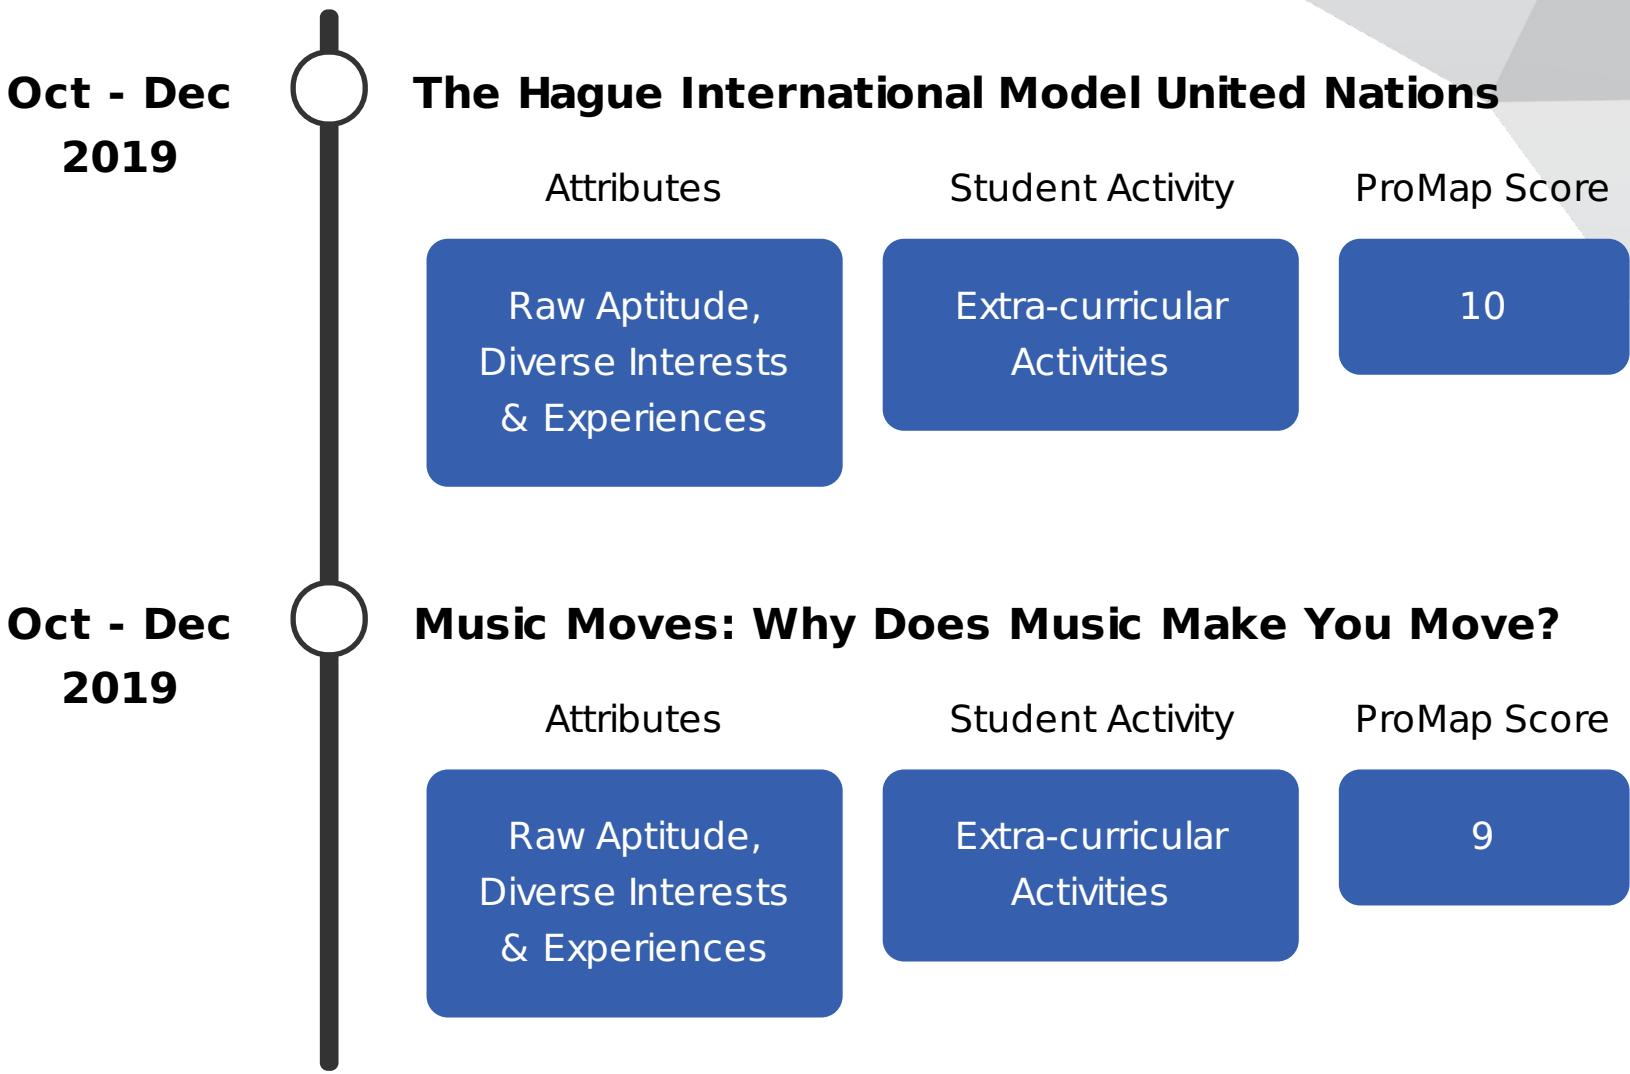 Oct - Dec
2019
The Hague International Model United Nations
Attributes
Student Activity
ProMap Score
Raw Aptitude,
Diverse Interests
& Experiences
Extra-curricular
Activities
10
Oct - Dec
2019
Music Moves: Why Does Music Make You Move?
Attributes
Student Activity
ProMap Score
Raw Aptitude,
Diverse Interests
& Experiences
Extra-curricular
Activities
9